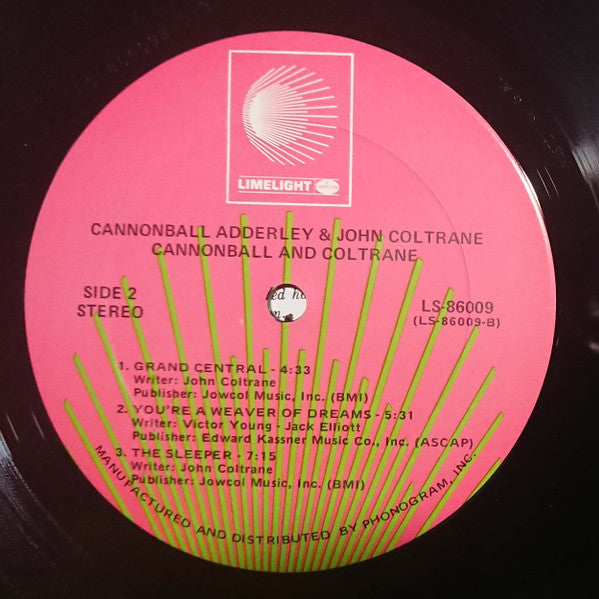 LIMELIGHT
CANNONBALL ADDERLEY & JOHN COLTRANE
CANNONBALL AND COLTRANE
SIDE 2
STEREO
LS-86009
(LS-86009-B)
1. GRAND CENTRAL - 4:33
Writer: John Coltrane
Publisher: Jowcol Music, Inc. (BMI)
2. YOU'RE A WEAVER OF DREAMS - 5:31
Writer: Victor Young - Jack Elliott
Publisher: Edward Kassner Music Co., Inc. (ASCAP)
3. THE SLEEPER - 7:15
Writer: John Coltrane
Publisher: Jowcol Music, Inc. (BMI)
MANUFACTURED AND DISTRIBUTED BY PHONOGRAM, INC.